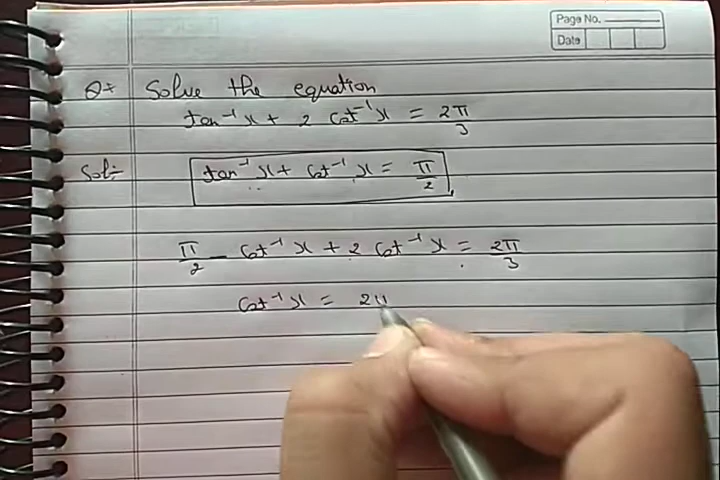 Page No.
Date
Q* Solve the equation
tan⁻¹x + 2 cot⁻¹x = 2π/3
Sol:- tan⁻¹x + cot⁻¹x = π/2
π/2 - cot⁻¹x + 2 cot⁻¹x = 2π/3
cot⁻¹x = 2π